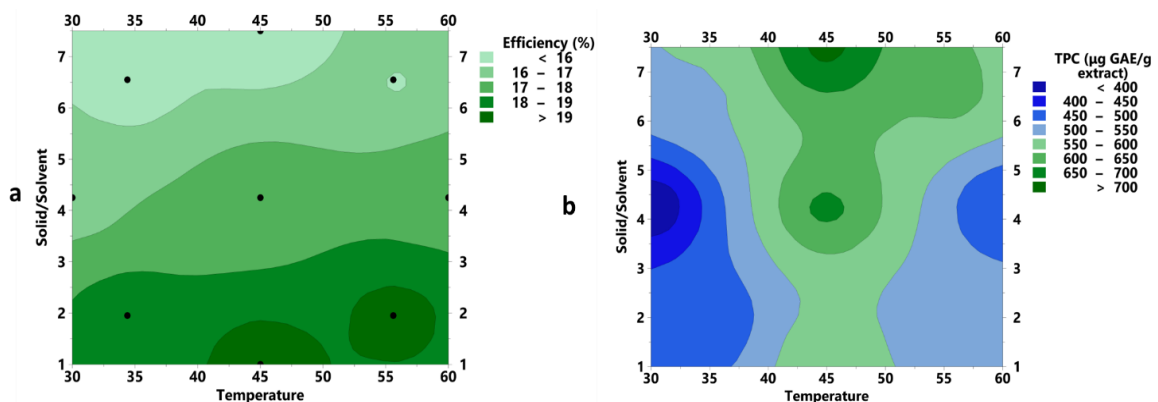 30 35 40 45 50 55 60
7 7
6 6
5 5
4 4
3 3
2 2
1 1
30 35 40 45 50 55 60
Temperature
Solid/Solvent
a
Efficiency (%)
< 16
16 – 17
17 – 18
18 – 19
> 19
30 35 40 45 50 55 60
7 7
6 6
5 5
4 4
3 3
2 2
1 1
30 35 40 45 50 55 60
Temperature
Solid/Solvent
b
TPC (µg GAE/g
extract)
< 400
400 – 450
450 – 500
500 – 550
550 – 600
600 – 650
650 – 700
> 700